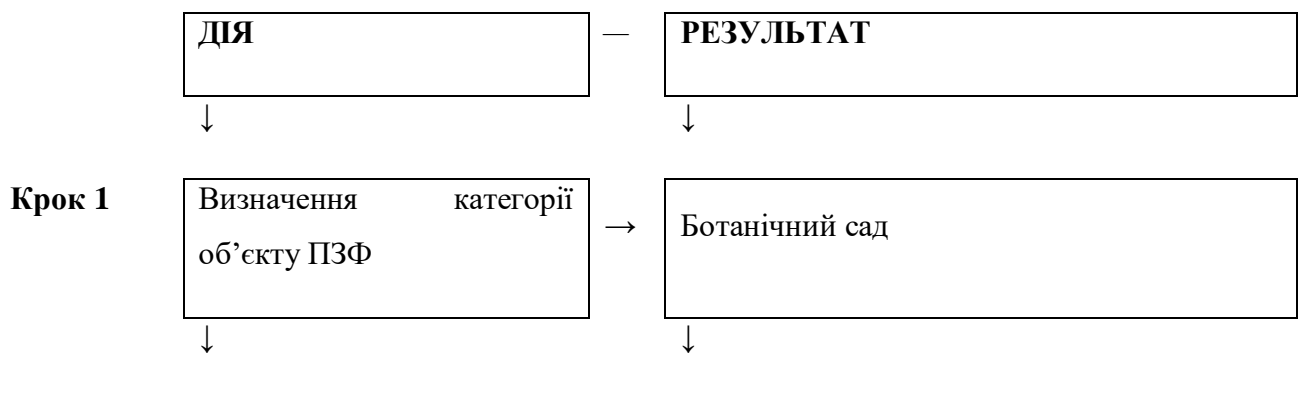 ДІЯ — РЕЗУЛЬТАТ
↓ ↓
Крок 1 Визначення категорії → Ботанічний сад
об’єкту ПЗФ
↓ ↓